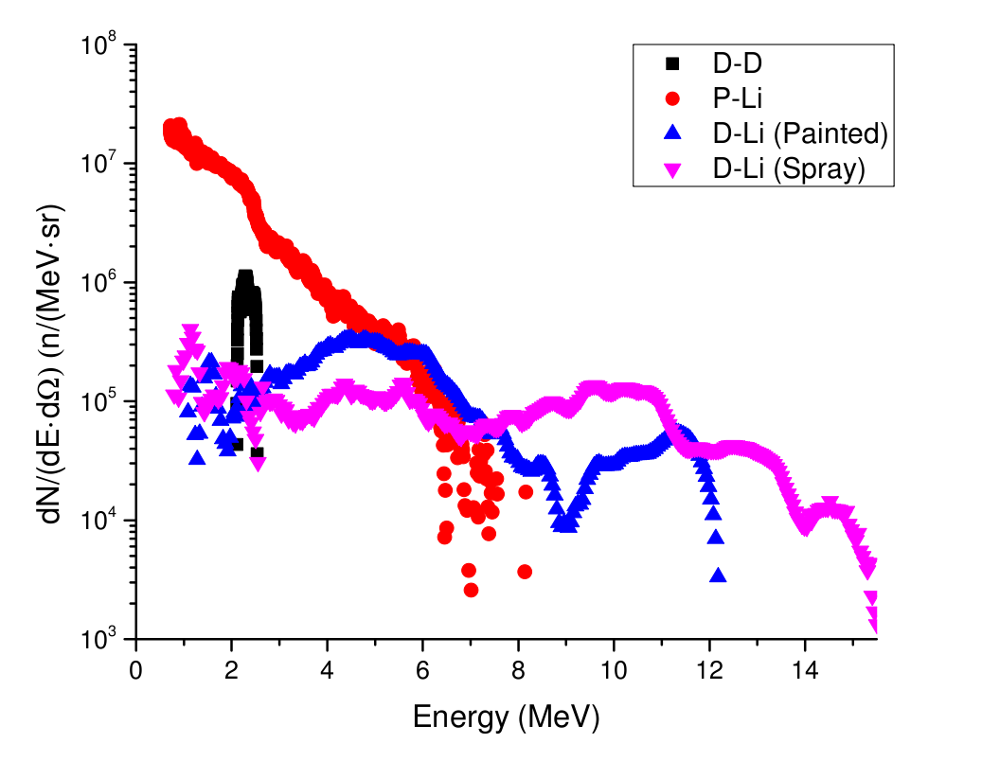 10⁸
10⁷
10⁶
10⁵
10⁴
10³
dN/(dE·dΩ) (n/(MeV·sr)
0 2 4 6 8 10 12 14
Energy (MeV)
D-D
P-Li
D-Li (Painted)
D-Li (Spray)